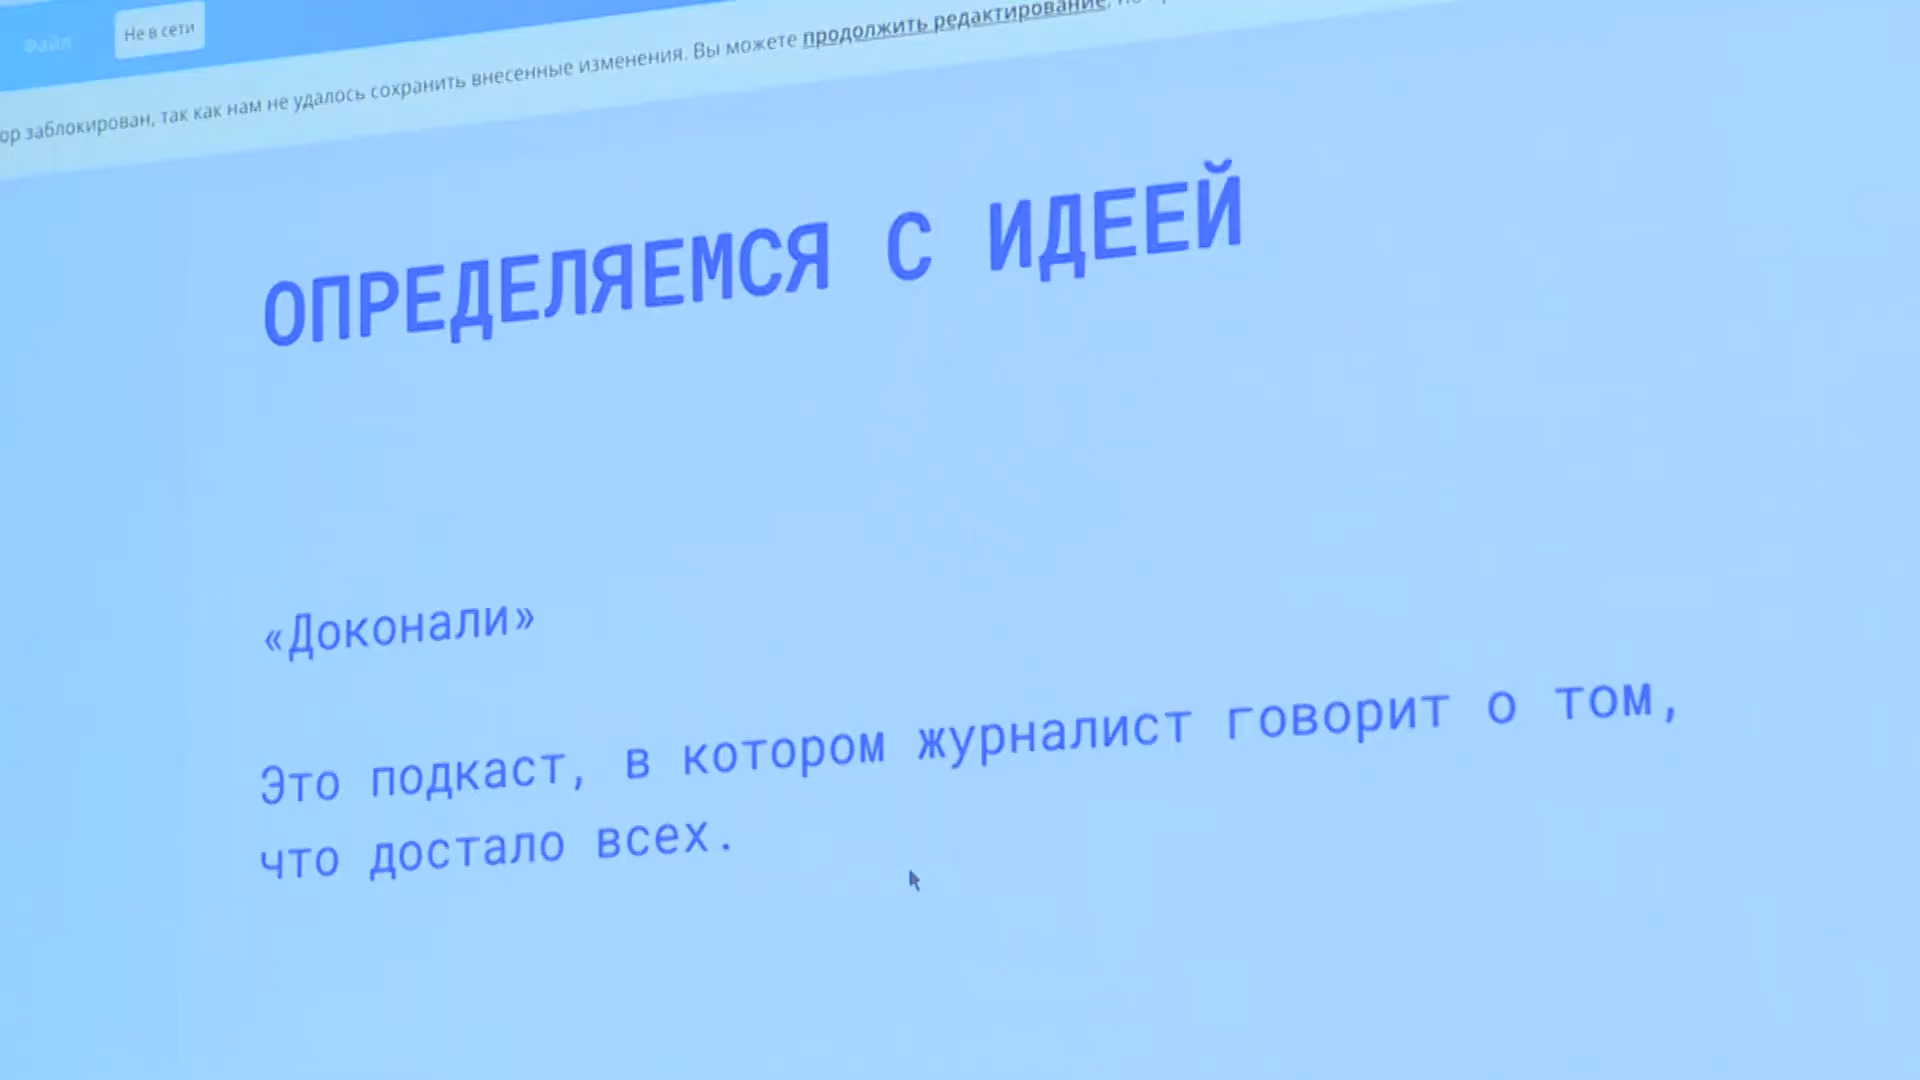 Файл
Не в сети
ор заблокирован, так как нам не удалось сохранить внесенные изменения. Вы можете продолжить редактирование,
ОПРЕДЕЛЯЕМСЯ С ИДЕЕЙ
«Доконали»
Это подкаст, в котором журналист говорит о том,
что достало всех.